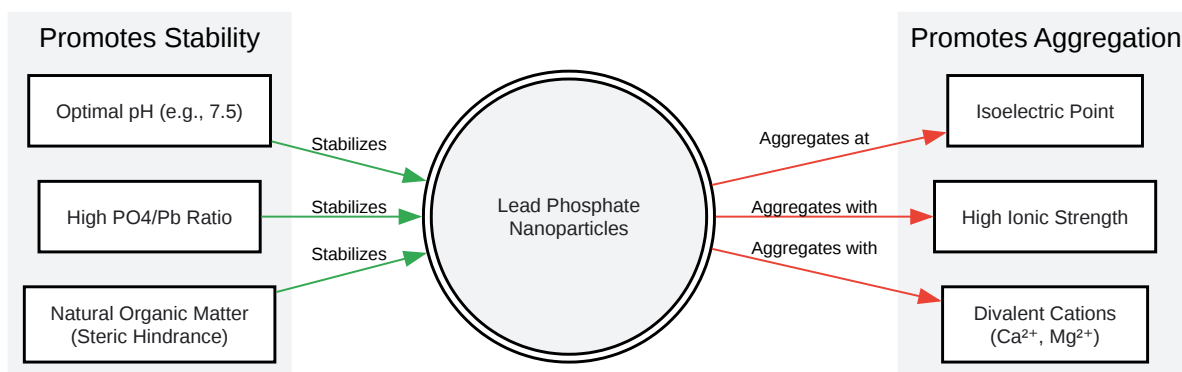 Promotes Stability
Optimal pH (e.g., 7.5)
High PO4/Pb Ratio
Natural Organic Matter
(Steric Hindrance)
Stabilizes
Stabilizes
Stabilizes
Lead Phosphate
Nanoparticles
Aggregates at
Aggregates with
Aggregates with
Promotes Aggregation
Isoelectric Point
High Ionic Strength
Divalent Cations
(Ca²⁺, Mg²⁺)